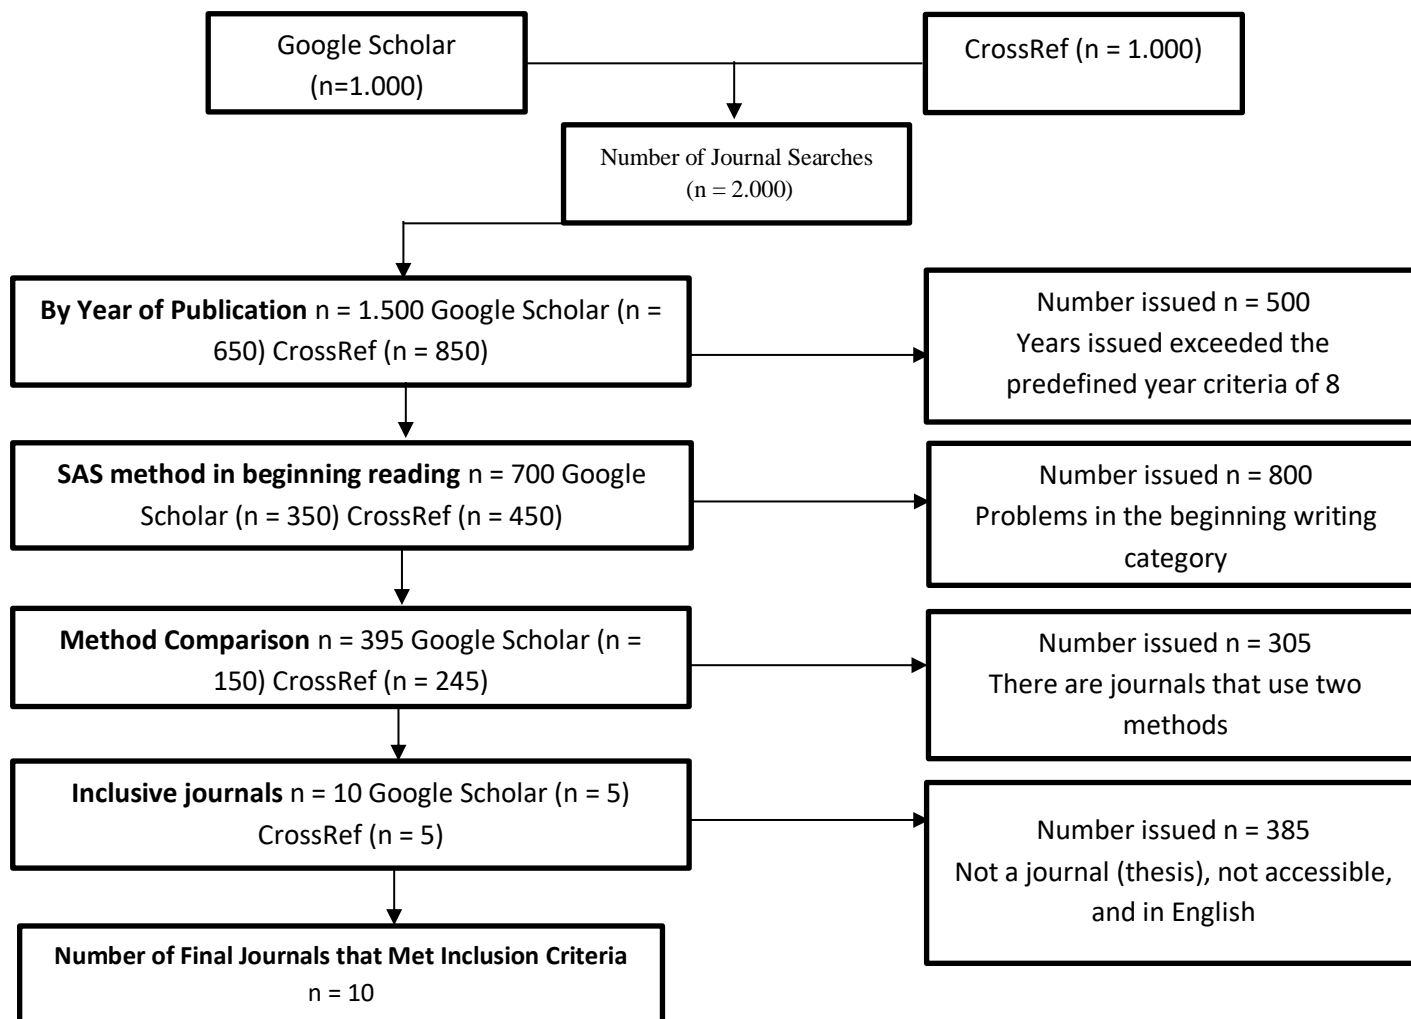 Google Scholar
(n=1.000)
CrossRef (n = 1.000)
Number of Journal Searches
(n = 2.000)
By Year of Publication n = 1.500 Google Scholar (n =
650) CrossRef (n = 850)
Number issued n = 500
Years issued exceeded the
predefined year criteria of 8
SAS method in beginning reading n = 700 Google
Scholar (n = 350) CrossRef (n = 450)
Number issued n = 800
Problems in the beginning writing
category
Method Comparison n = 395 Google Scholar (n =
150) CrossRef (n = 245)
Number issued n = 305
There are journals that use two
methods
Inclusive journals n = 10 Google Scholar (n = 5)
CrossRef (n = 5)
Number issued n = 385
Not a journal (thesis), not accessible,
and in English
Number of Final Journals that Met Inclusion Criteria
n = 10